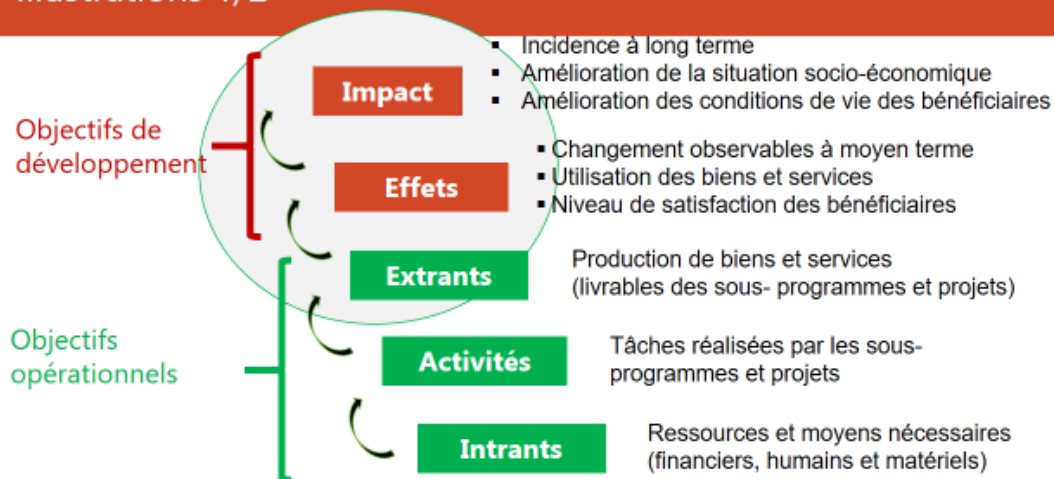 Incidence à long terme
Amélioration de la situation socio-économique
Amélioration des conditions de vie des bénéficiaires
Impact
Objectifs de
développement
Changement observables à moyen terme
Utilisation des biens et services
Niveau de satisfaction des bénéficiaires
Effets
Extrants
Production de biens et services
(livrables des sous- programmes et projets)
Objectifs
opérationnels
Activités
Tâches réalisées par les sous-
programmes et projets
Intrants
Ressources et moyens nécessaires
(financiers, humains et matériels)